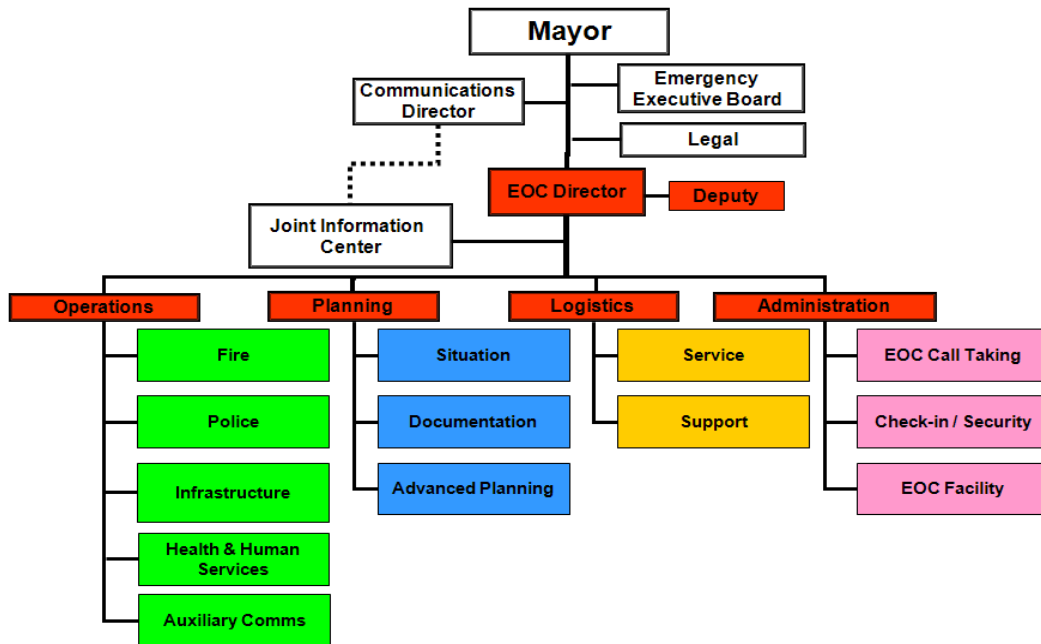 Mayor
Communications
Director
Emergency
Executive Board
Legal
EOC Director
Deputy
Joint Information
Center
Operations
Planning
Logistics
Administration
Fire
Situation
Service
EOC Call Taking
Police
Documentation
Support
Check-in / Security
Infrastructure
Advanced Planning
EOC Facility
Health & Human
Services
Auxiliary Comms